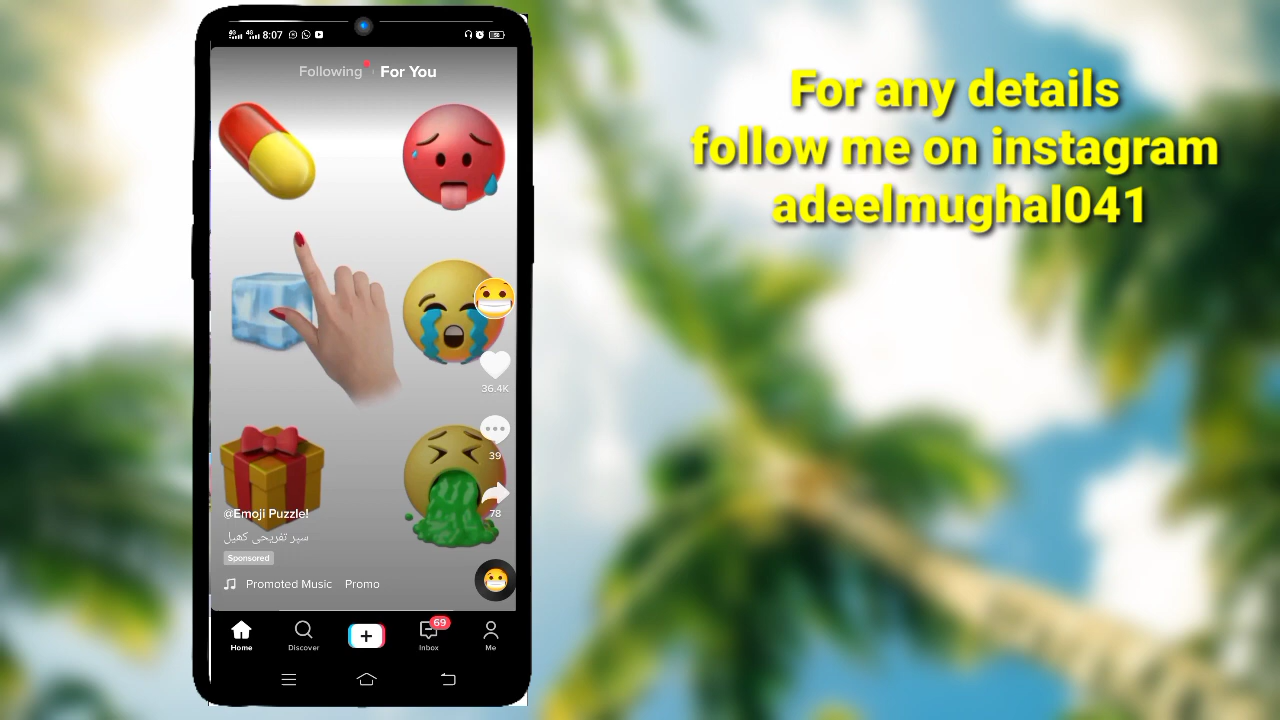 8:07
Following For You
36.4K
39
78
@Emoji Puzzle!
سپر تفریحی کھیل
Sponsored
Promoted Music Promo
Home Discover Inbox 69 Me
For any details
follow me on instagram
adeelmughal041